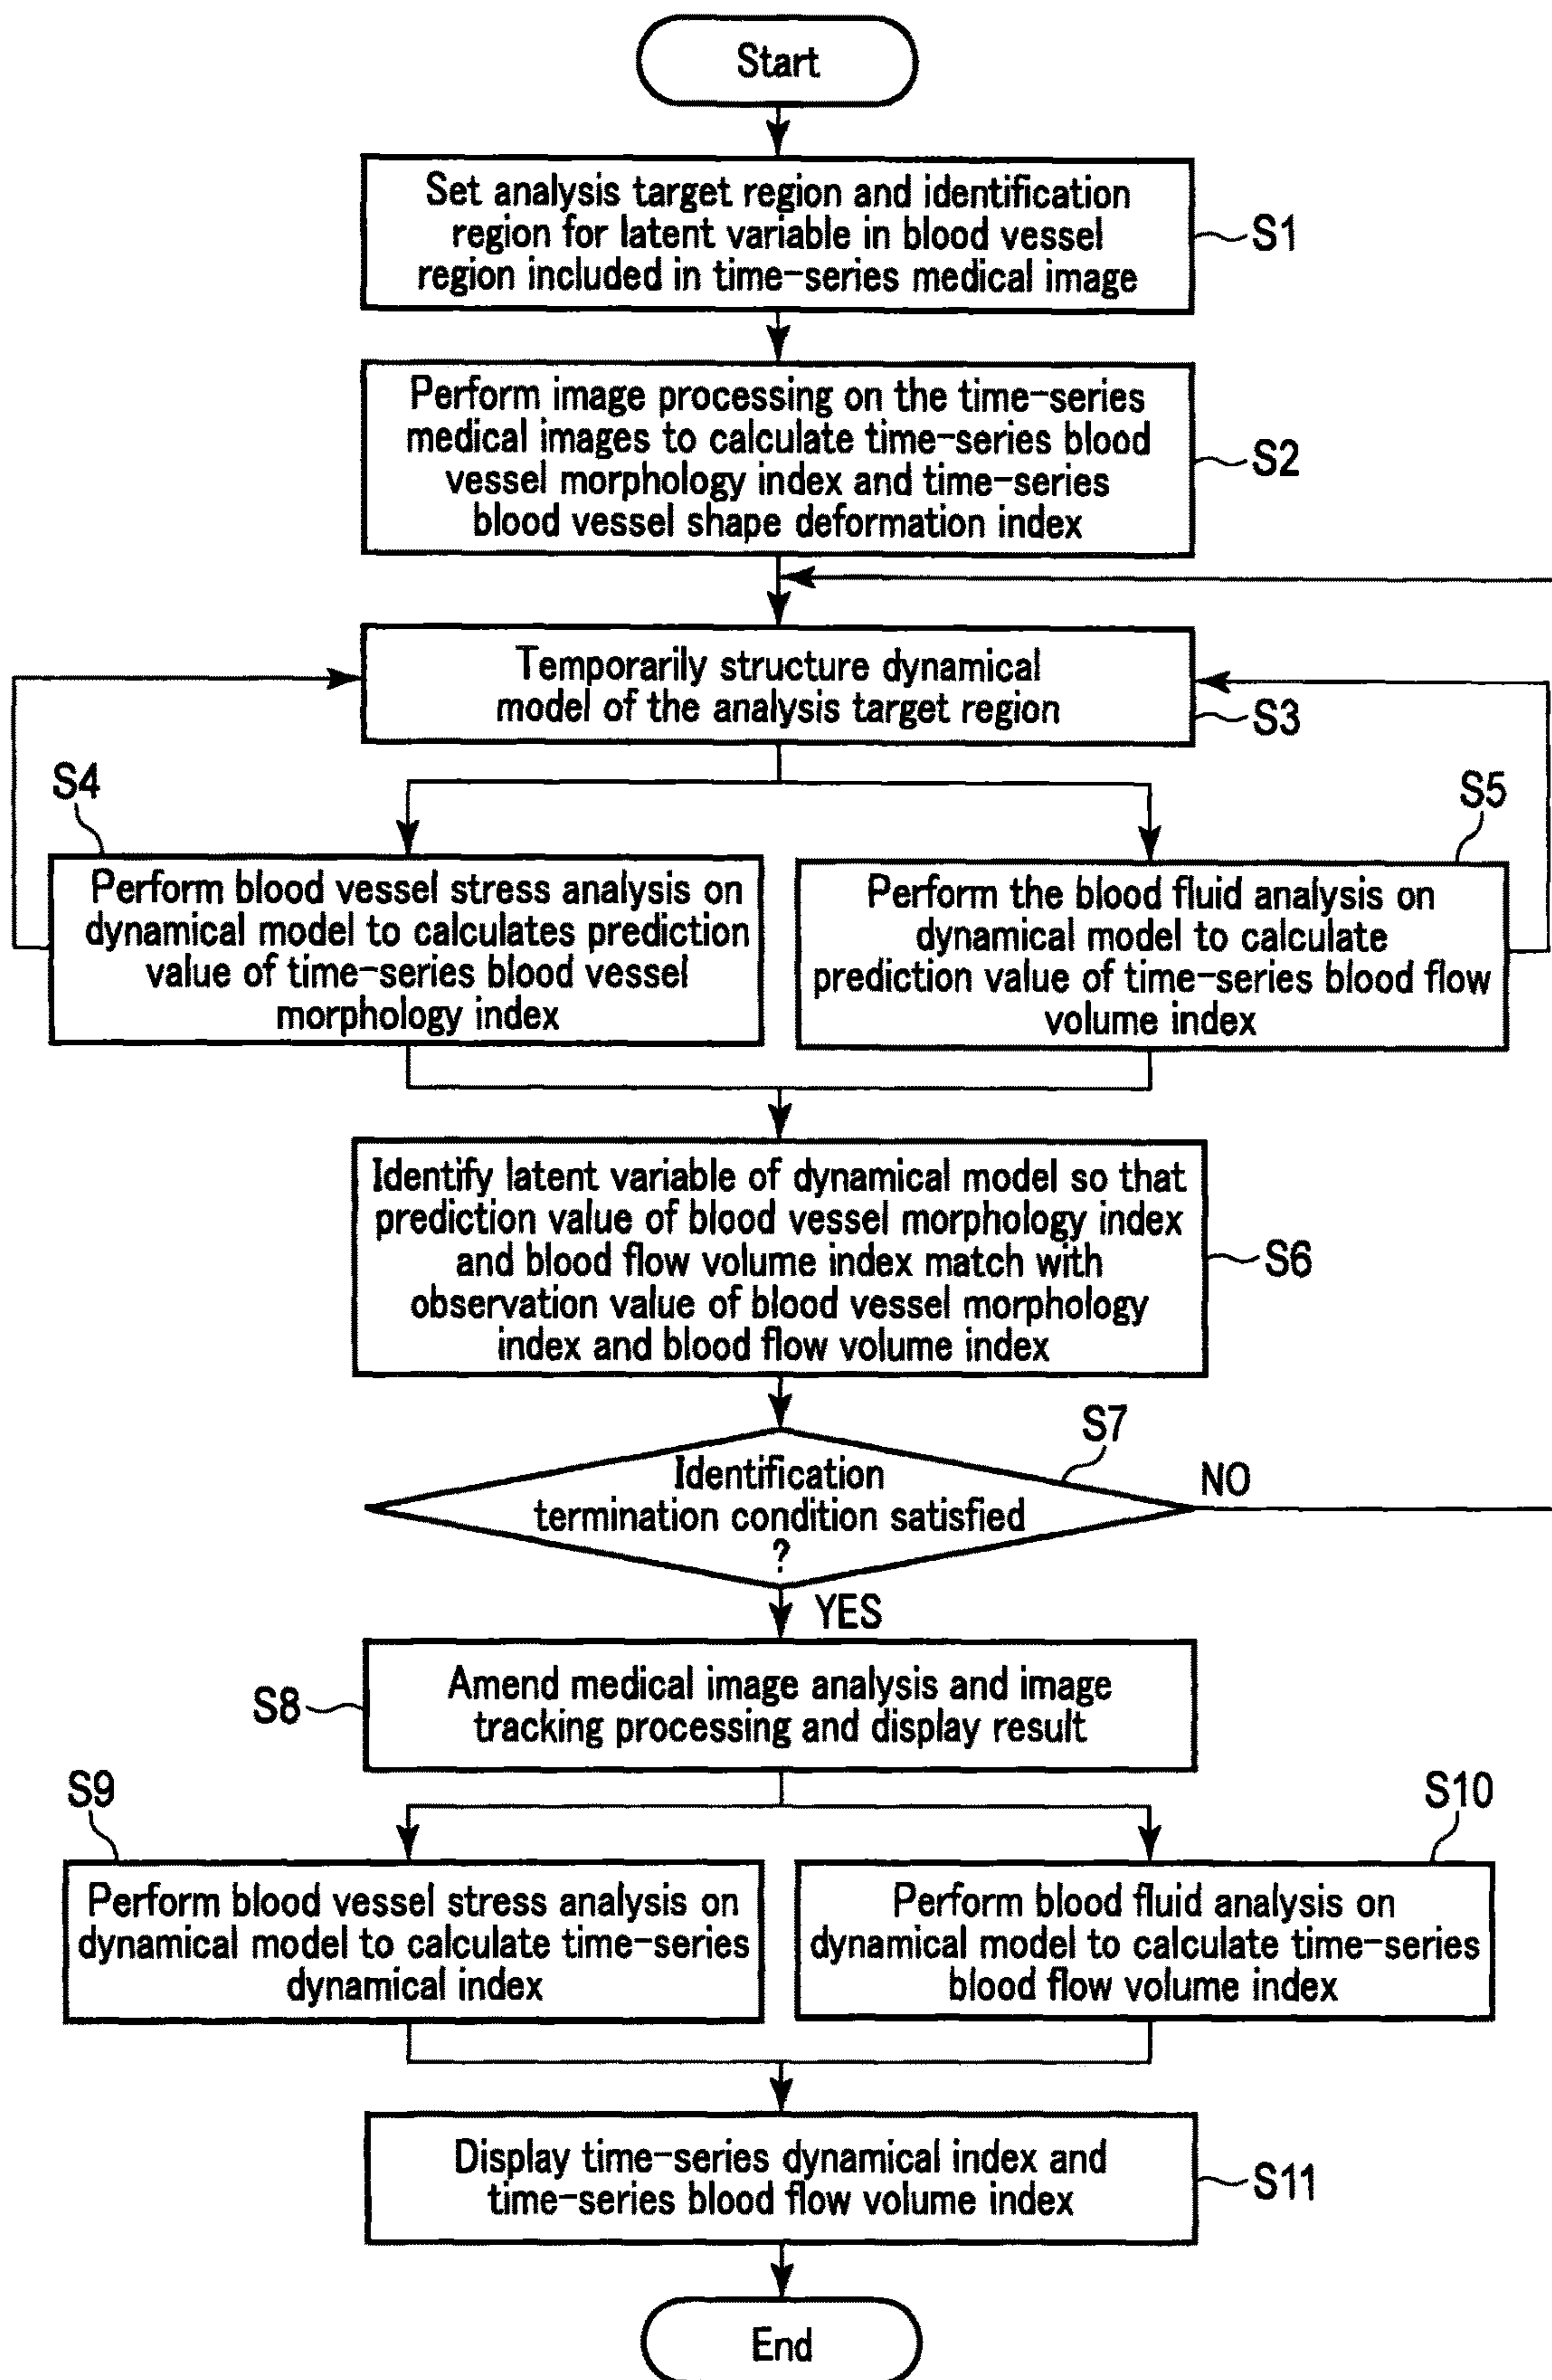 Start
Set analysis target region and identification
region for latent variable in blood vessel
region included in time-series medical image
S1
Perform image processing on the time-series
medical images to calculate time-series blood
vessel morphology index and time-series
blood vessel shape deformation index
S2
Temporarily structure dynamical
model of the analysis target region
S3
S4
Perform blood vessel stress analysis on
dynamical model to calculates prediction
value of time-series blood vessel
morphology index
S5
Perform the blood fluid analysis on
dynamical model to calculate
prediction value of time-series blood flow
volume index
Identify latent variable of dynamical model so that
prediction value of blood vessel morphology index
and blood flow volume index match with
observation value of blood vessel morphology
index and blood flow volume index
S6
S7
Identification
termination condition satisfied
?
NO
YES
S8
Amend medical image analysis and image
tracking processing and display result
S9
Perform blood vessel stress analysis on
dynamical model to calculate time-series
dynamical index
S10
Perform blood fluid analysis on
dynamical model to calculate time-series
blood flow volume index
Display time-series dynamical index and
time-series blood flow volume index
S11
End